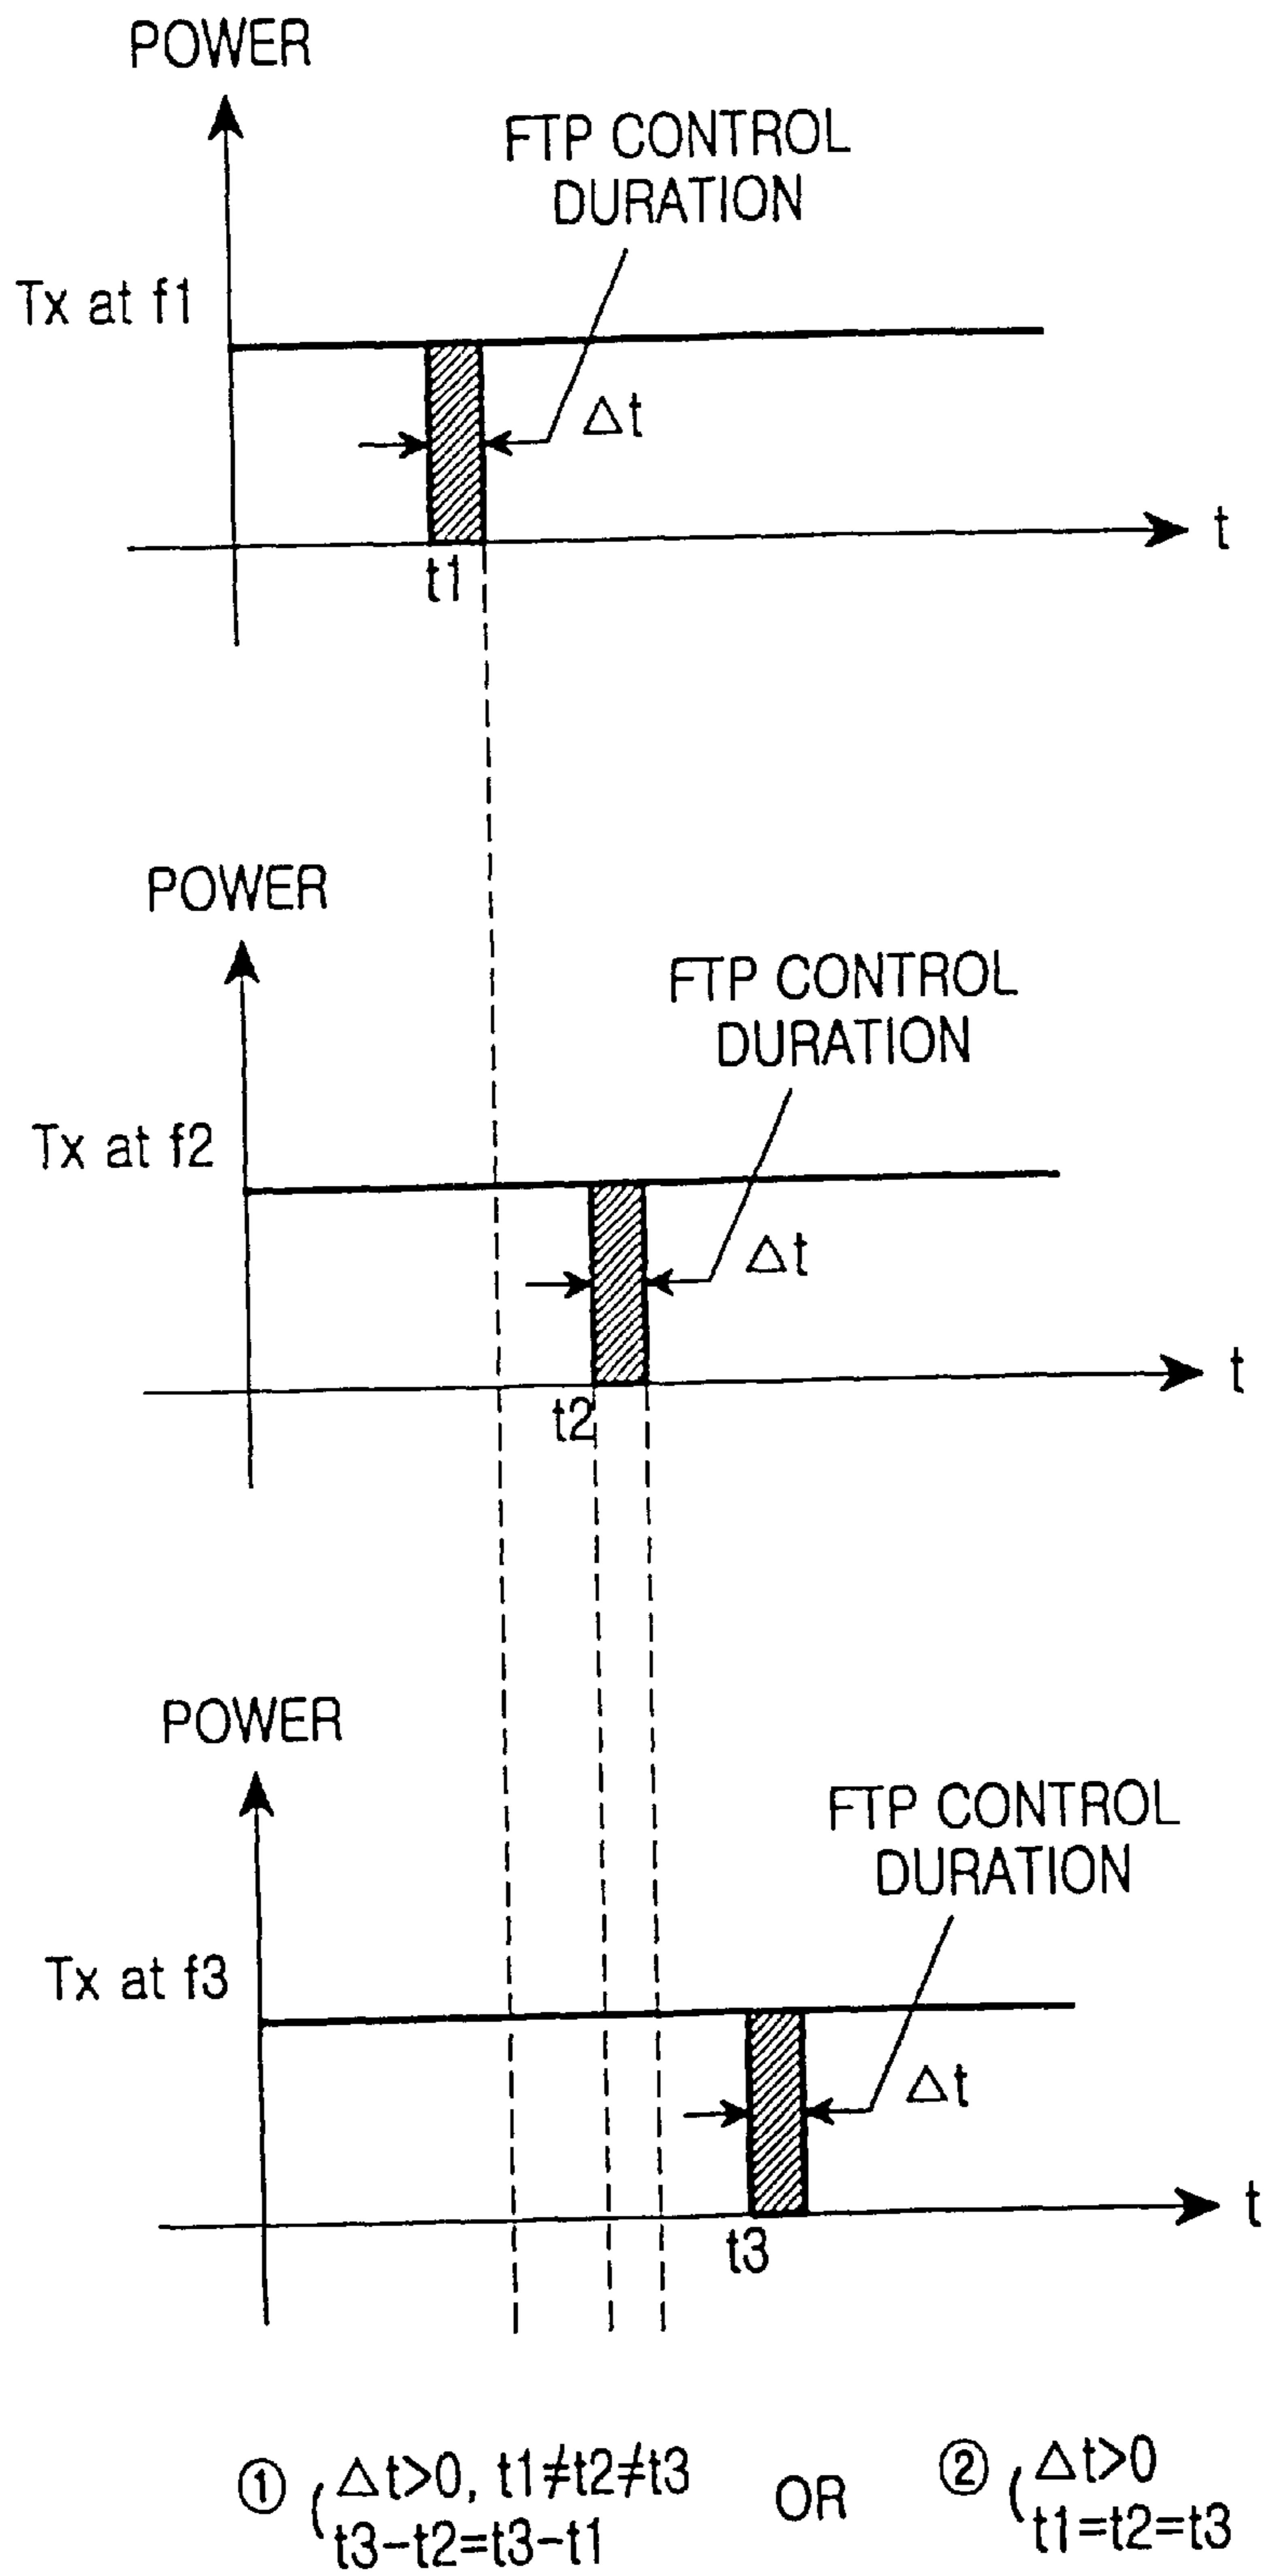 POWER
FTP CONTROL
DURATION
Tx at f1
Δt
t
t1
POWER
FTP CONTROL
DURATION
Tx at f2
Δt
t
t2
POWER
FTP CONTROL
DURATION
Tx at f3
Δt
t
t3
① ( Δt>0, t1≠t2≠t3
t3-t2=t3-t1
OR
② ( Δt>0
t1=t2=t3